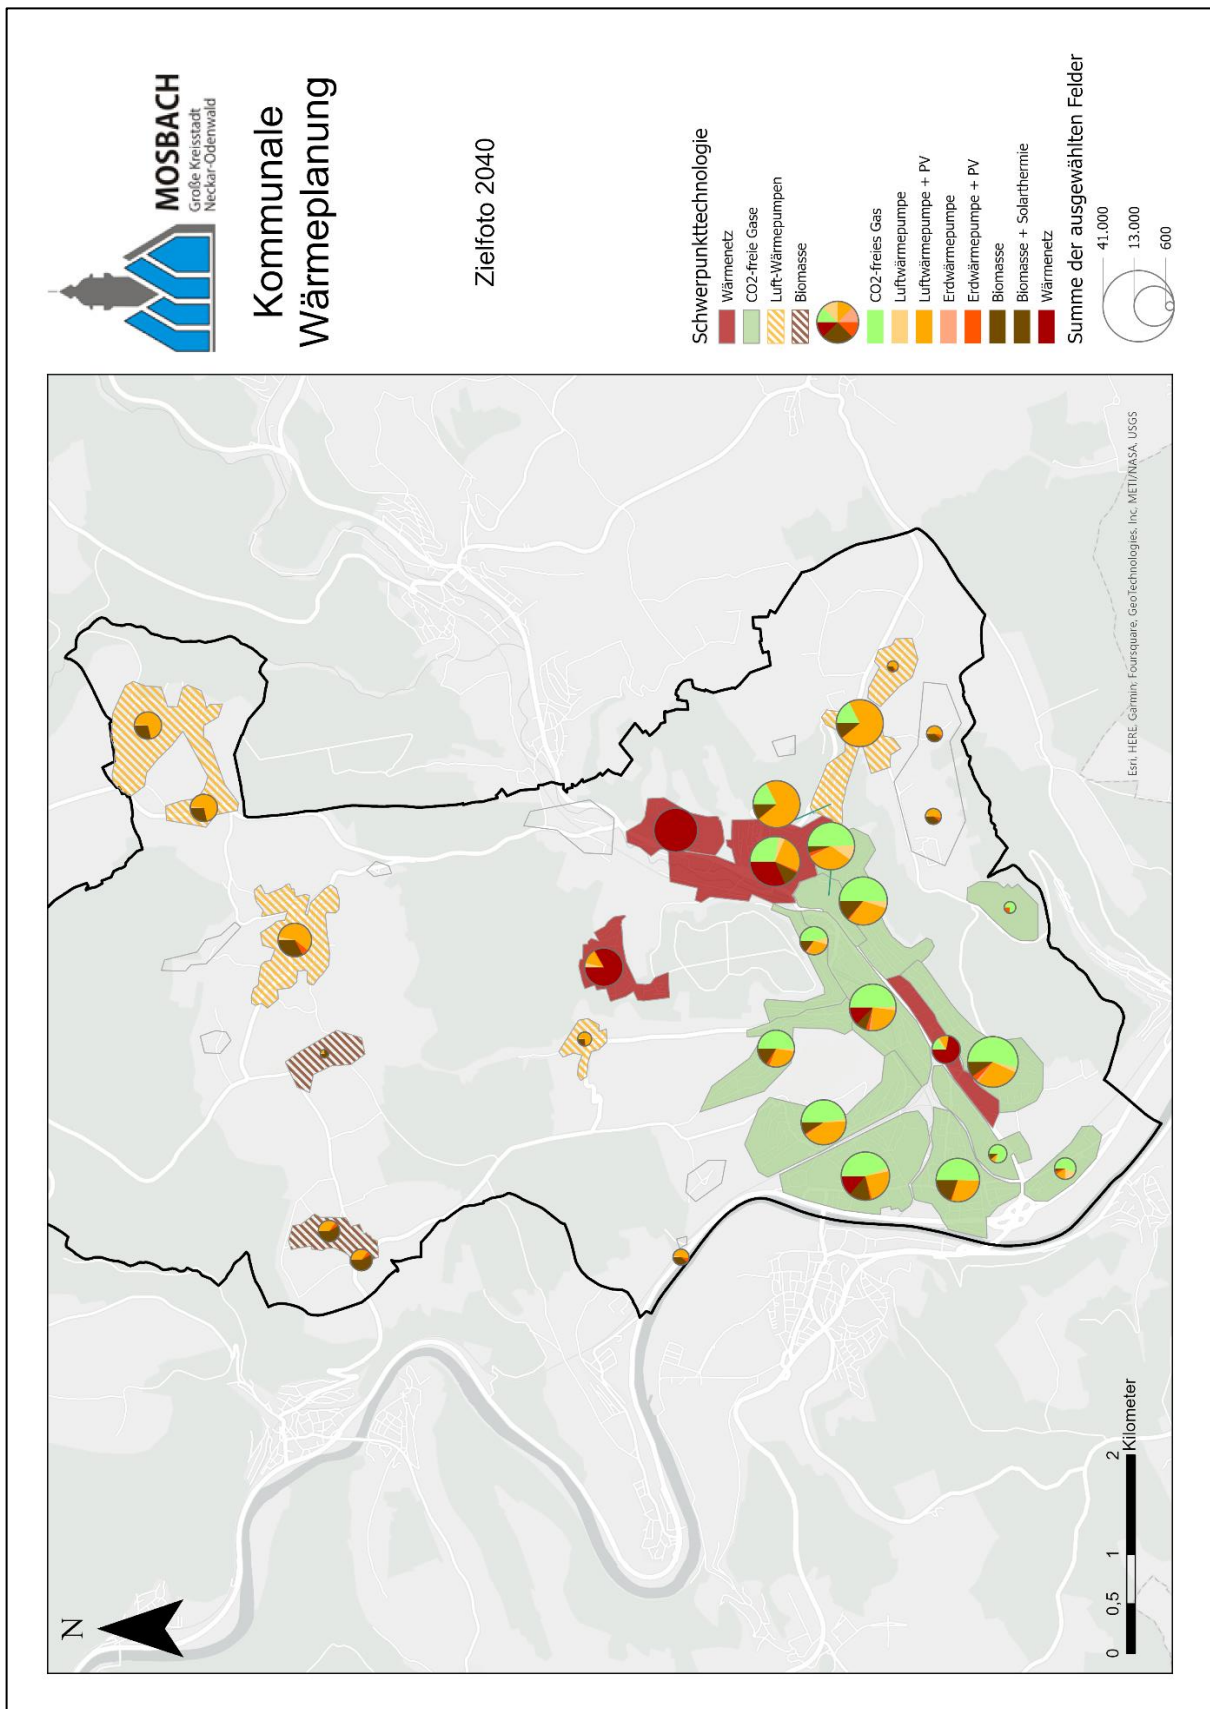 MOSBACH
Große Kreisstadt
Neckar-Odenwald
Kommunale
Wärmeplanung
Zielfoto 2040
Schwerpunkttechnologie
Wärmenetz
CO2-freie Gase
Luft-Wärmepumpen
Biomasse
CO2-freies Gas
Luftwärmepumpe
Luftwärmepumpe + PV
Erdwärmepumpe
Erdwärmepumpe + PV
Biomasse
Biomasse + Solarthermie
Wärmenetz
Summe der ausgewählten Felder
41.000
13.000
600
N
0 0,5 1 2
Kilometer
Esri, HERE, Garmin, Foursquare, GeoTechnologies, Inc, METI/NASA, USGS